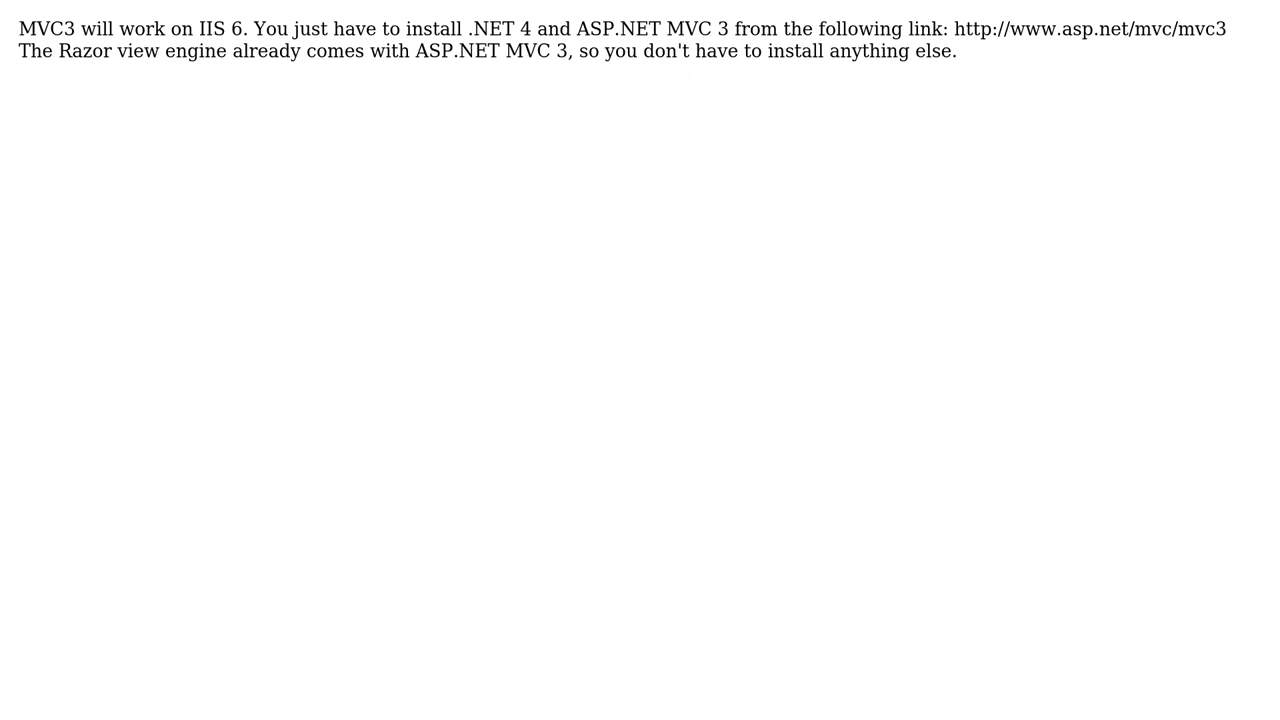 MVC3 will work on IIS 6. You just have to install .NET 4 and ASP.NET MVC 3 from the following link: http://www.asp.net/mvc/mvc3
The Razor view engine already comes with ASP.NET MVC 3, so you don't have to install anything else.